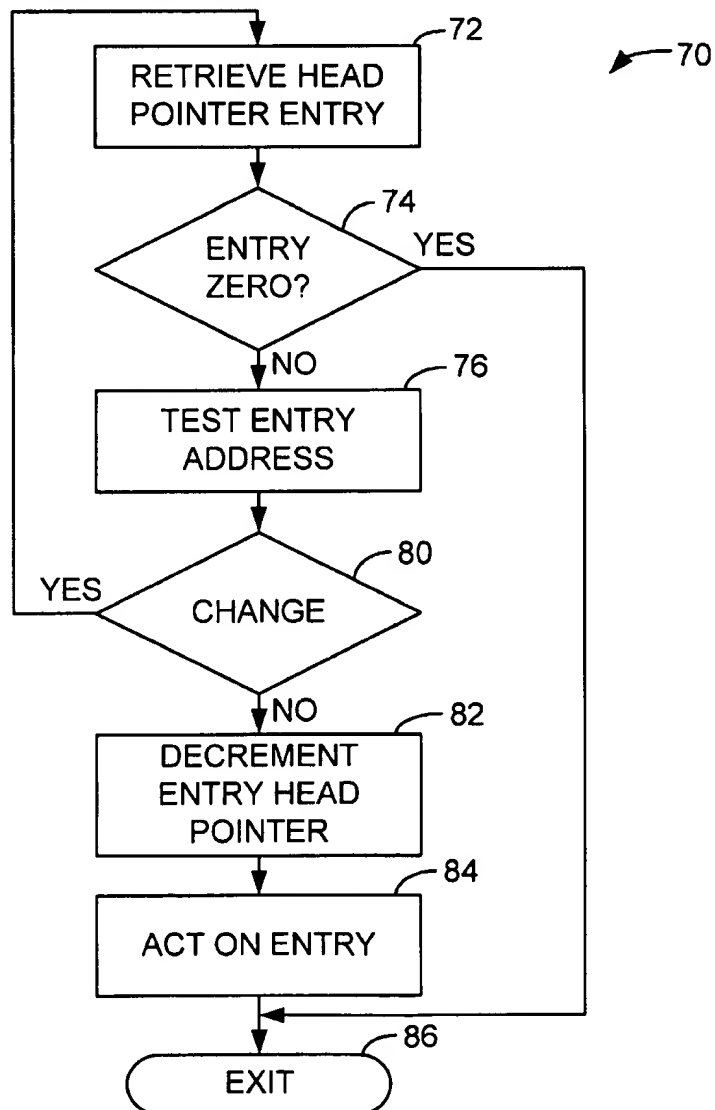 72
70
RETRIEVE HEAD
POINTER ENTRY
74
ENTRY
ZERO?
YES
NO
76
TEST ENTRY
ADDRESS
80
YES
CHANGE
NO
82
DECREMENT
ENTRY HEAD
POINTER
84
ACT ON ENTRY
86
EXIT